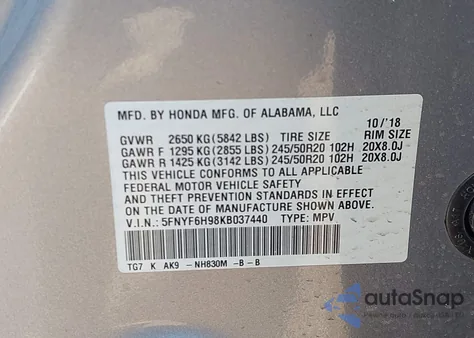 MFD. BY HONDA MFG. OF ALABAMA, LLC
10/'18
GVWR 2650 KG (5842 LBS) TIRE SIZE RIM SIZE
GAWR F 1295 KG (2855 LBS) 245/50R20 102H 20X8.0J
GAWR R 1425 KG (3142 LBS) 245/50R20 102H 20X8.0J
THIS VEHICLE CONFORMS TO ALL APPLICABLE
FEDERAL MOTOR VEHICLE SAFETY
AND THEFT PREVENTION STANDARDS IN EFFECT
ON THE DATE OF MANUFACTURE SHOWN ABOVE.
V.I.N.: 5FNYF6H98KB037440 TYPE: MPV
TG7 K AK9 -NH830M -B-B
autoSnap